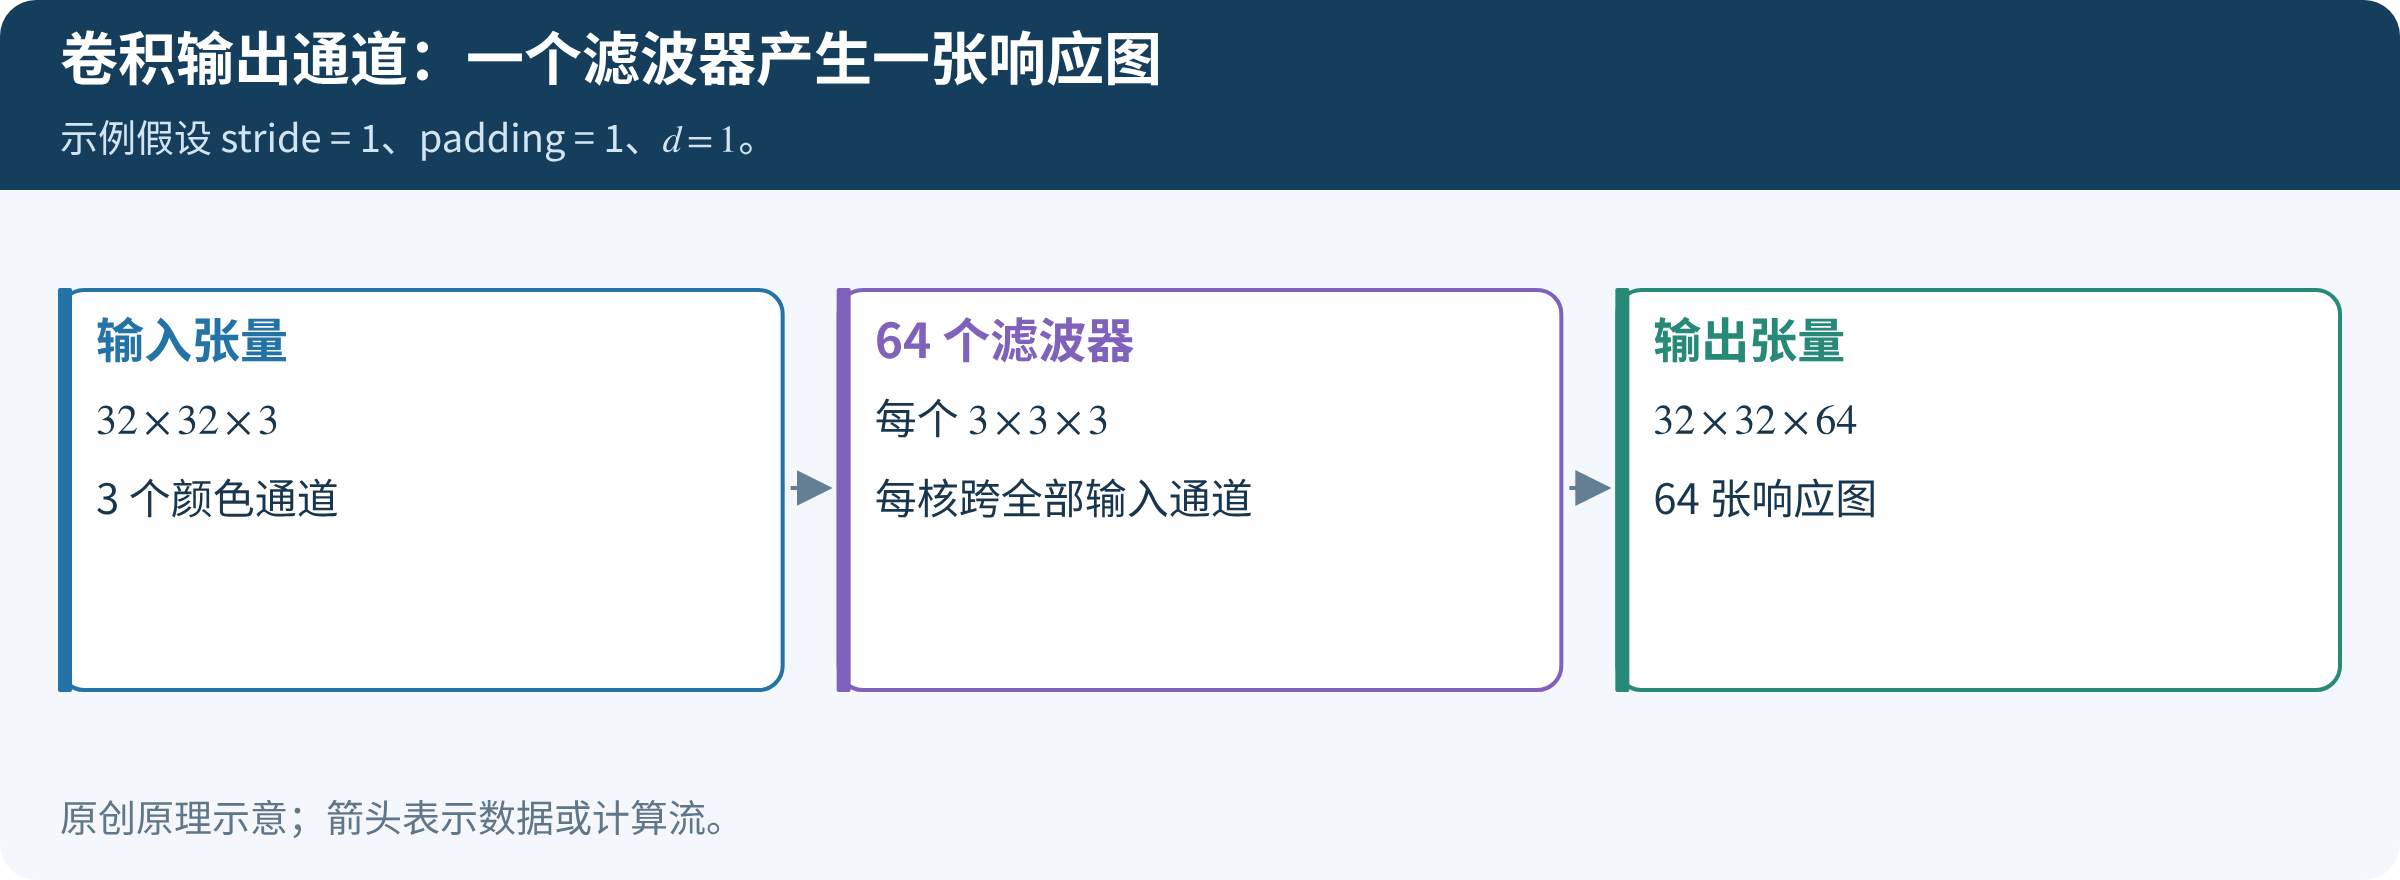 卷积输出通道：一个滤波器产生一张响应图
示例假设 stride = 1、padding = 1、d = 1。
输入张量
32×32×3
3 个颜色通道
64 个滤波器
每个 3×3×3
每核跨全部输入通道
输出张量
32×32×64
64 张响应图
原创原理示意；箭头表示数据或计算流。